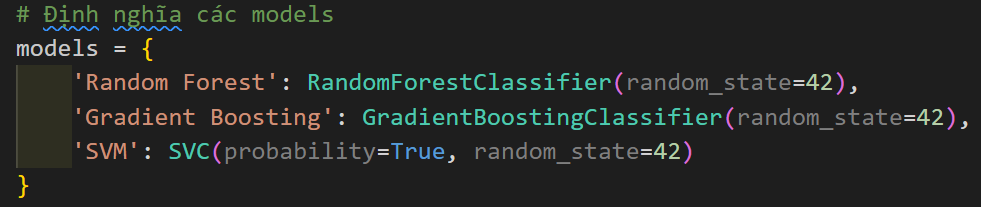 # Định nghĩa các models
models = {
    'Random Forest': RandomForestClassifier(random_state=42),
    'Gradient Boosting': GradientBoostingClassifier(random_state=42),
    'SVM': SVC(probability=True, random_state=42)
}